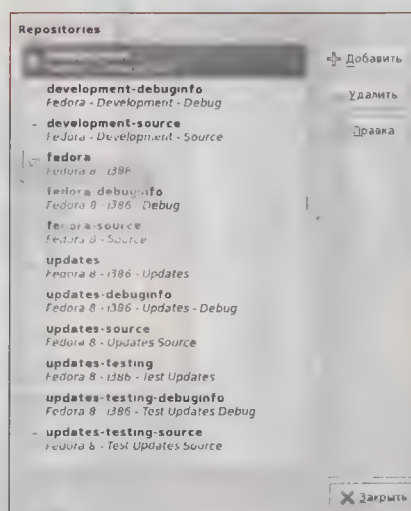 Repositories
Добавить
development-debuginfo
Fedora - Development - Debug
Удалить
development-source
Fedora - Development - Source
Правка
fedora
Fedora 8 - i386
fedora-debuginfo
Fedora 8 - i386 - Debug
fedora-source
Fedora 8 - Source
updates
Fedora 8 - i386 - Updates
updates-debuginfo
Fedora 8 - i386 - Updates - Debug
updates-source
Fedora 8 - Updates Source
updates-testing
Fedora 8 - i386 - Test Updates
updates-testing-debuginfo
Fedora 8 - i386 - Test Updates Debug
updates-testing-source
Fedora 8 - Test Updates Source
Закрыть